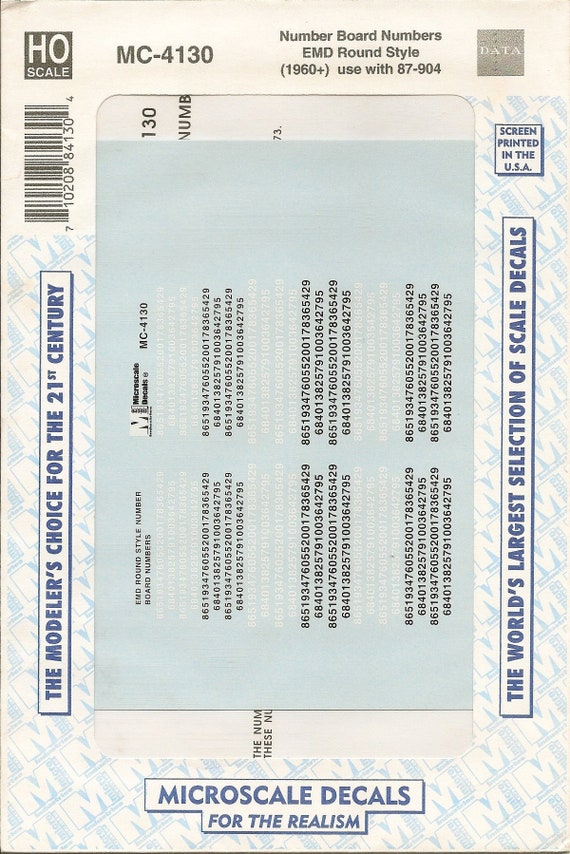 HO
SCALE
MC-4130
Number Board Numbers
EMD Round Style
(1960+) use with 87-904
DATA
7 10208 84130 4
SCREEN
PRINTED
IN THE
U.S.A.
130
NUMB
73.
THE MODELER'S CHOICE FOR THE 21ST CENTURY
THE WORLD'S LARGEST SELECTION OF SCALE DECALS
Microscale
Decals ®
MC-4130
EMD ROUND STYLE NUMBER
BOARD NUMBERS
865193476055200178365429
684013825791003642795
865193476055200178365429
684013825791003642795
865193476055200178365429
684013825791003642795
865193476055200178365429
684013825791003642795
865193476055200178365429
684013825791003642795
865193476055200178365429
684013825791003642795
865193476055200178365429
684013825791003642795
865193476055200178365429
684013825791003642795
865193476055200178365429
684013825791003642795
865193476055200178365429
684013825791003642795
865193476055200178365429
684013825791003642795
865193476055200178365429
684013825791003642795
THE NUM
THESE NU
MICROSCALE DECALS
FOR THE REALISM